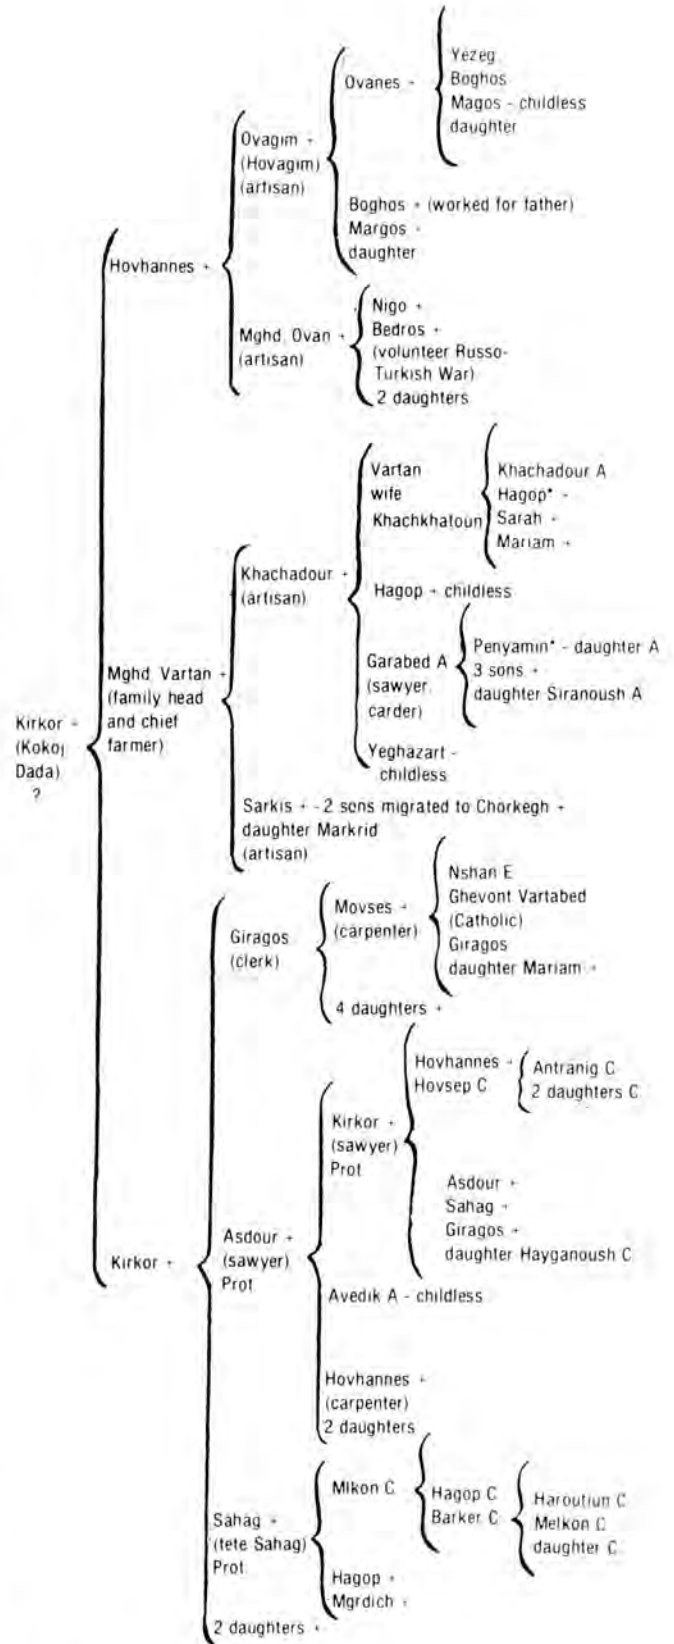 Yezeg
Boghos
Magos - childless
daughter
Ovanes -
Ovagim +
(Hovagim)
(artisan)
Boghos + (worked for father)
Margos -
daughter
Hovhannes +
Nigo +
Bedros +
(volunteer Russo-
Turkish War)
2 daughters
Mghd. Ovan +
(artisan)
Vartan
wife
Khachkhatoun
Khachadour A
Hagop* -
Sarah +
Mariam +
Khachadour +
(artisan)
Hagop + childless
Mghd Vartan +
(family head
and chief
farmer)
Garabed A
(sawyer,
carder)
Penyamin* - daughter A
3 sons +
daughter Siranoush A
Kirkor -
(Kokoj
Dada)
?
Yeghazart -
childless
Sarkis + - 2 sons migrated to Chorkegh +
daughter Markrid
(artisan)
Nshan E
Ghevont Vartabed
(Catholic)
Giragos
daughter Mariam +
Giragos
(clerk)
Movses +
(carpenter)
4 daughters +
Hovhannes -
Hovsep C
Antranig C
2 daughters C
Kirkor +
(sawyer)
Prot
Asdour +
Sahag +
Giragos +
daughter Hayganoush C
Kirkor +
Asdour +
(sawyer)
Prot
Avedik A - childless
Hovhannes +
(carpenter)
2 daughters
Mikon C
Hagop C
Barker C
Haroutiun C
Melkon C
daughter C
Sahag +
(tete Sahag)
Prot
Hagop +
Mgrdich +
2 daughters +